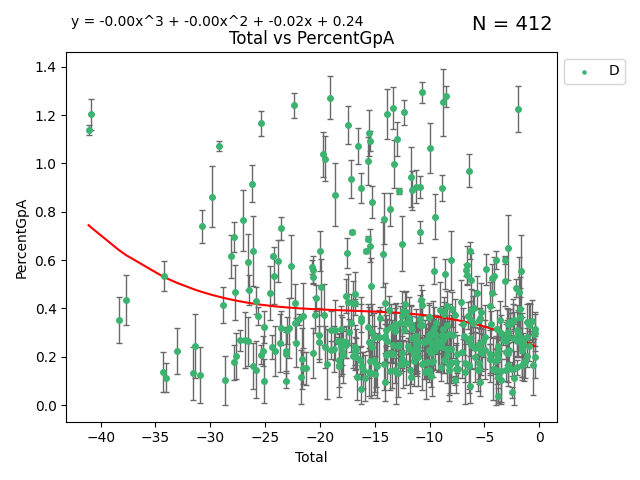 y = -0.00x^3 + -0.00x^2 + -0.02x + 0.24
N = 412
Total vs PercentGpA
D
1.4
1.2
1.0
0.8
0.6
0.4
0.2
0.0
PercentGpA
−40 −35 −30 −25 −20 −15 −10 −5 0
Total